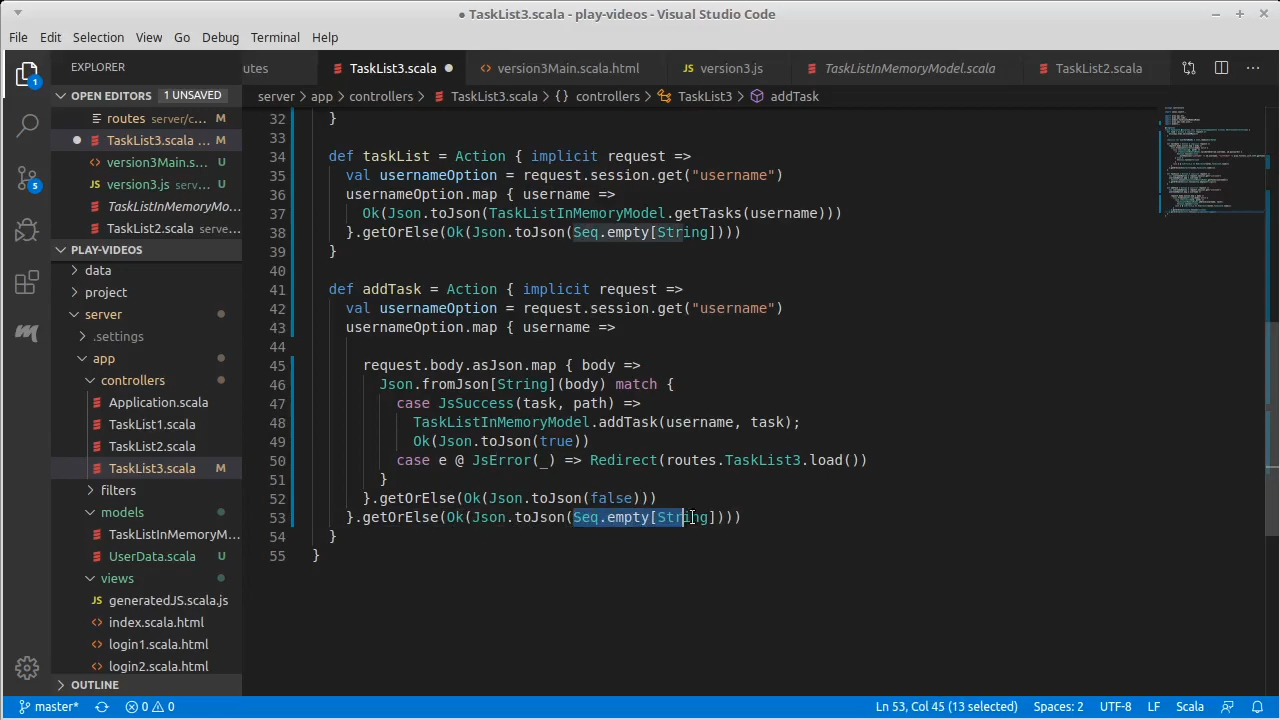 ● TaskList3.scala - play-videos - Visual Studio Code
File Edit Selection View Go Debug Terminal Help
EXPLORER
utes TaskList3.scala ● version3Main.scala.html JS version3.js TaskListInMemoryModel.scala TaskList2.scala ...
OPEN EDITORS 1 UNSAVED
server > app > controllers > TaskList3.scala > {} controllers > TaskList3 > addTask
routes server/c... M
TaskList3.scala ... M
version3Main.s... U
JS version3.js serv... U
TaskListInMemoryMo...
TaskList2.scala serve...
PLAY-VIDEOS
data
project
server
.settings
app
controllers
Application.scala
TaskList1.scala
TaskList2.scala
TaskList3.scala M
filters
models
TaskListInMemoryM...
UserData.scala U
views
JS generatedJS.scala.js
index.scala.html
login1.scala.html
login2.scala.html
OUTLINE
1
5
32 }
33
34 def taskList = Action { implicit request =>
35 val usernameOption = request.session.get("username")
36 usernameOption.map { username =>
37 Ok(Json.toJson(TaskListInMemoryModel.getTasks(username)))
38 }.getOrElse(Ok(Json.toJson(Seq.empty[String])))
39 }
40
41 def addTask = Action { implicit request =>
42 val usernameOption = request.session.get("username")
43 usernameOption.map { username =>
44
45 request.body.asJson.map { body =>
46 Json.fromJson[String](body) match {
47 case JsSuccess(task, path) =>
48 TaskListInMemoryModel.addTask(username, task);
49 Ok(Json.toJson(true))
50 case e @ JsError(_) => Redirect(routes.TaskList3.load())
51 }
52 }.getOrElse(Ok(Json.toJson(false)))
53 }.getOrElse(Ok(Json.toJson(Seq.empty[String])))
54 }
55 }
master* 0 0 Ln 53, Col 45 (13 selected) Spaces: 2 UTF-8 LF Scala